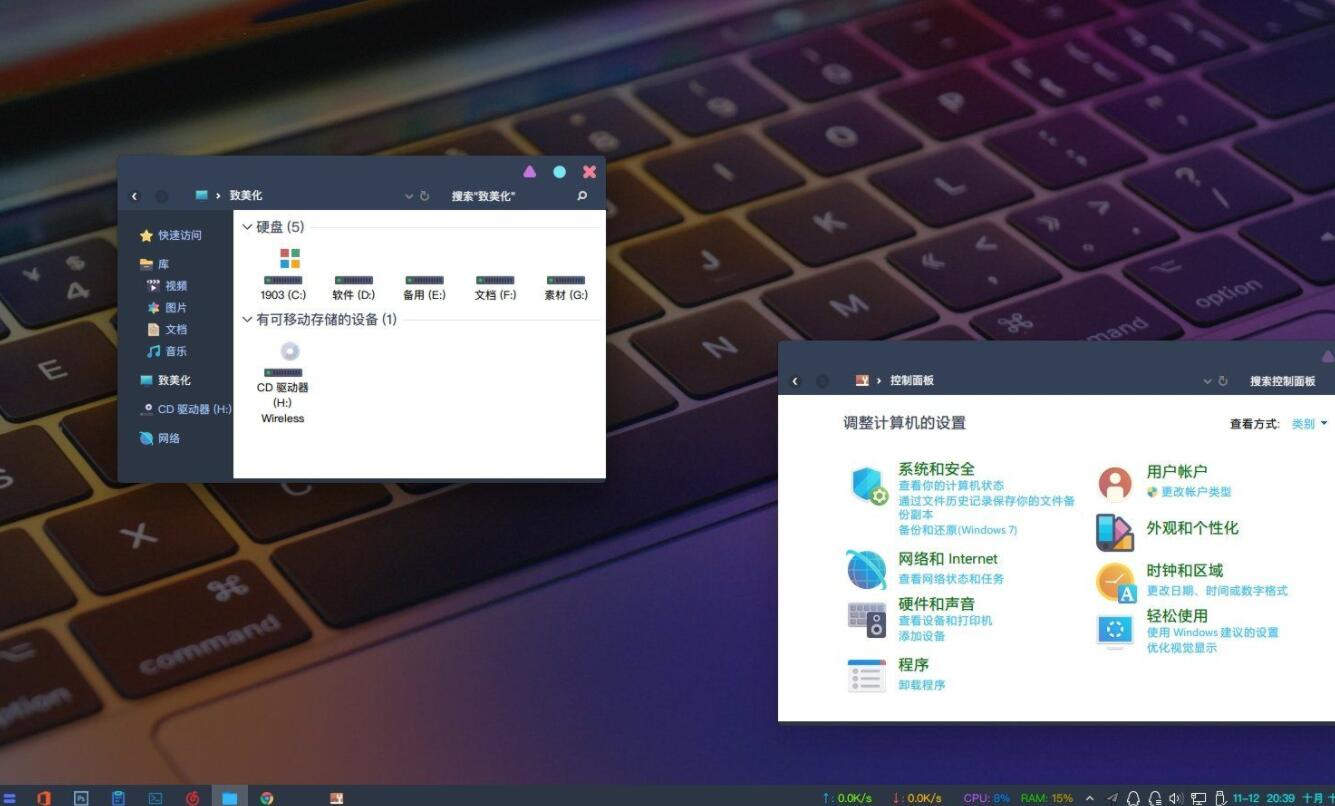 致美化
搜索"致美化"
快速访问
库
视频
图片
文档
音乐
致美化
CD 驱动器 (H:)
网络
硬盘 (5)
1903 (C:)
软件 (D:)
备用 (E:)
文档 (F:)
素材 (G:)
有可移动存储的设备 (1)
CD 驱动器
(H:)
Wireless
控制面板
搜索控制面板
调整计算机的设置
查看方式: 类别
系统和安全
查看你的计算机状态
通过文件历史记录保存你的文件备
份副本
备份和还原(Windows 7)
网络和 Internet
查看网络状态和任务
硬件和声音
查看设备和打印机
添加设备
程序
卸载程序
用户帐户
更改帐户类型
外观和个性化
时钟和区域
更改日期、时间或数字格式
轻松使用
使用 Windows 建议的设置
优化视觉显示
¥ $
4
E
X
C
⌘
command
option
P
O
I
L
K
J
M
N
⌘
command
option
Ps
↑: 0.0K/s ↓: 0.0K/s CPU: 8% RAM: 15% 11-12 20:39 十月